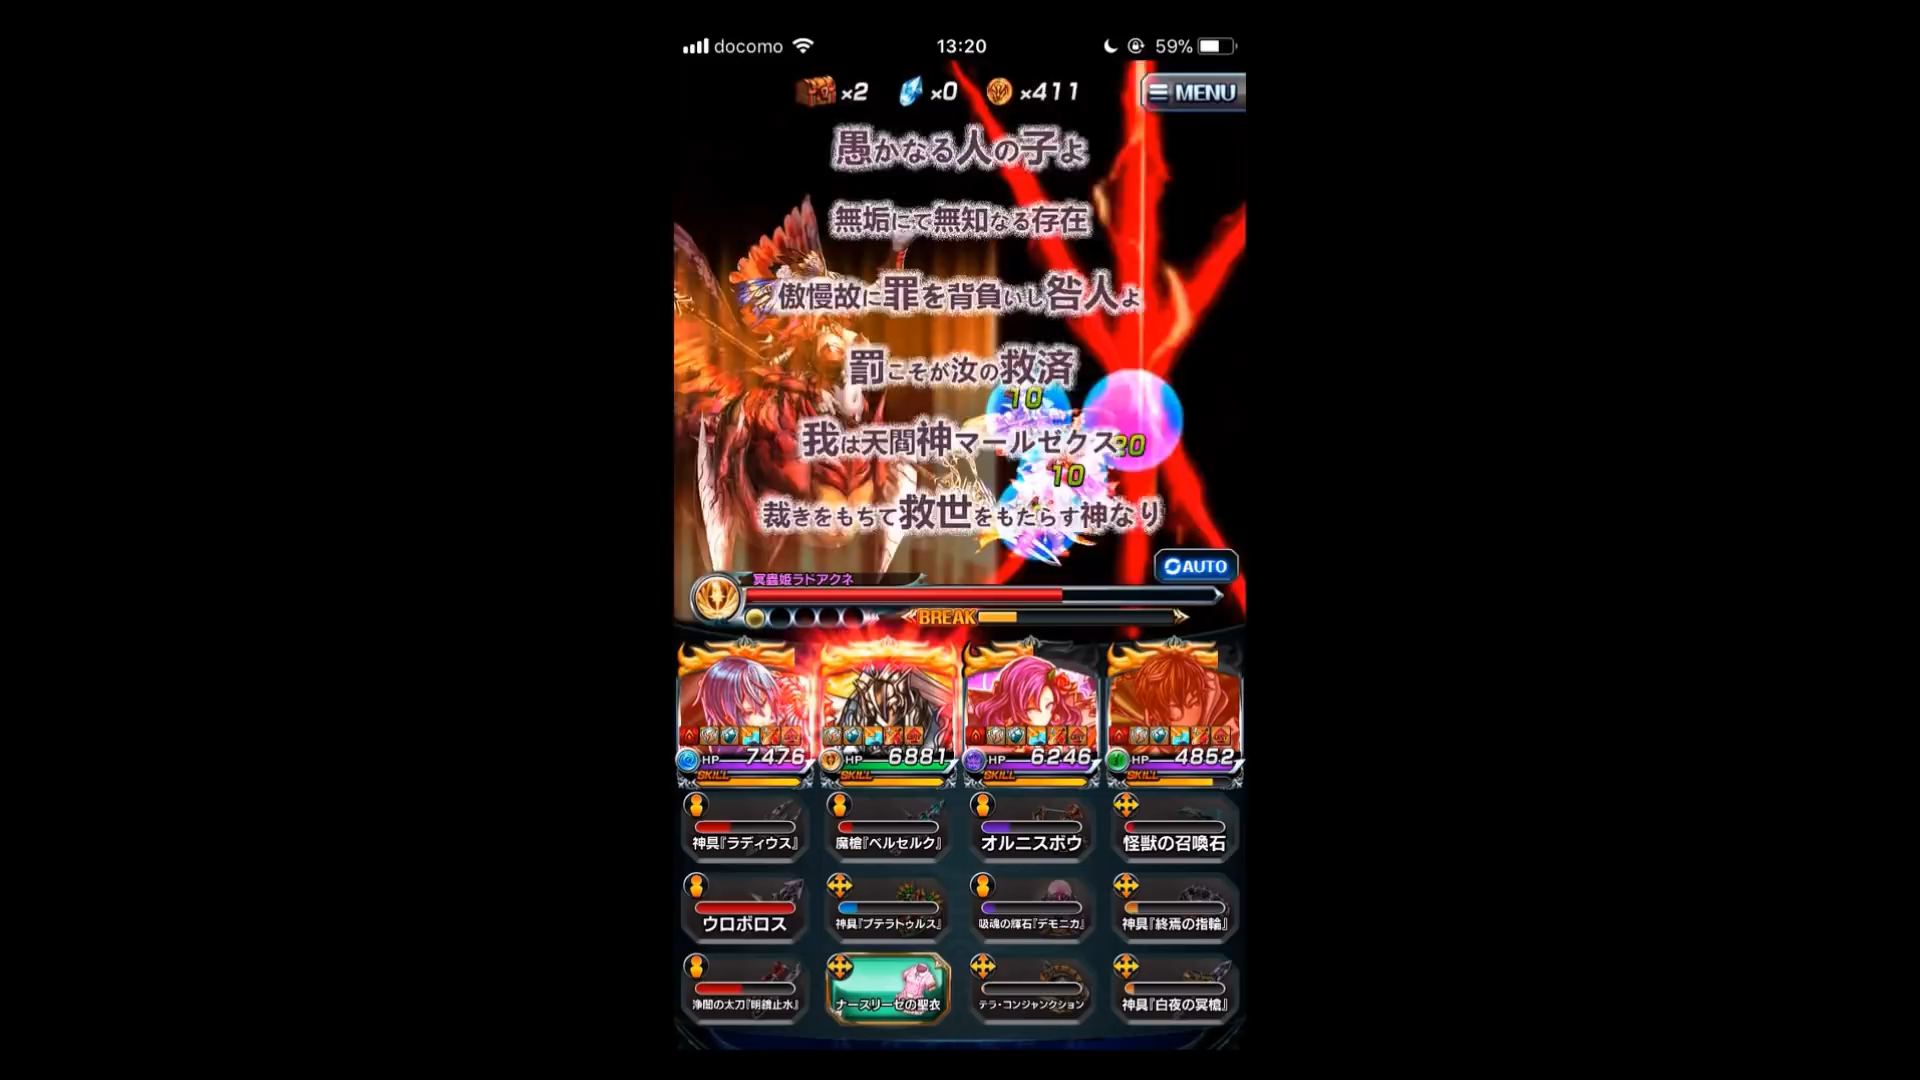 docomo 13:20 59%
×2 ×0 ×411 MENU
愚かなる人の子よ
無垢にて無知なる存在
傲慢故に罪を背負いし咎人よ
罰こそが汝の救済
10
我は天閻神マールゼクス
20
10
裁きをもちて救世をもたらす神なり
AUTO
冥蟲姫ラドアクネ
BREAK
HP 7476 HP 6881 HP 6246 HP 4852
SKILL SKILL SKILL SKILL
神具『ラディウス』 魔槍『ベルセルク』 オルニスボウ 怪獣の召喚石
ウロボロス 神具『プテラトゥルス』 吸魂の輝石『デモニカ』 神具『終焉の指輪』
浄闇の太刀『明鏡止水』 ナースリーゼの聖衣 テラ・コンジャンクション 神具『白夜の冥槍』